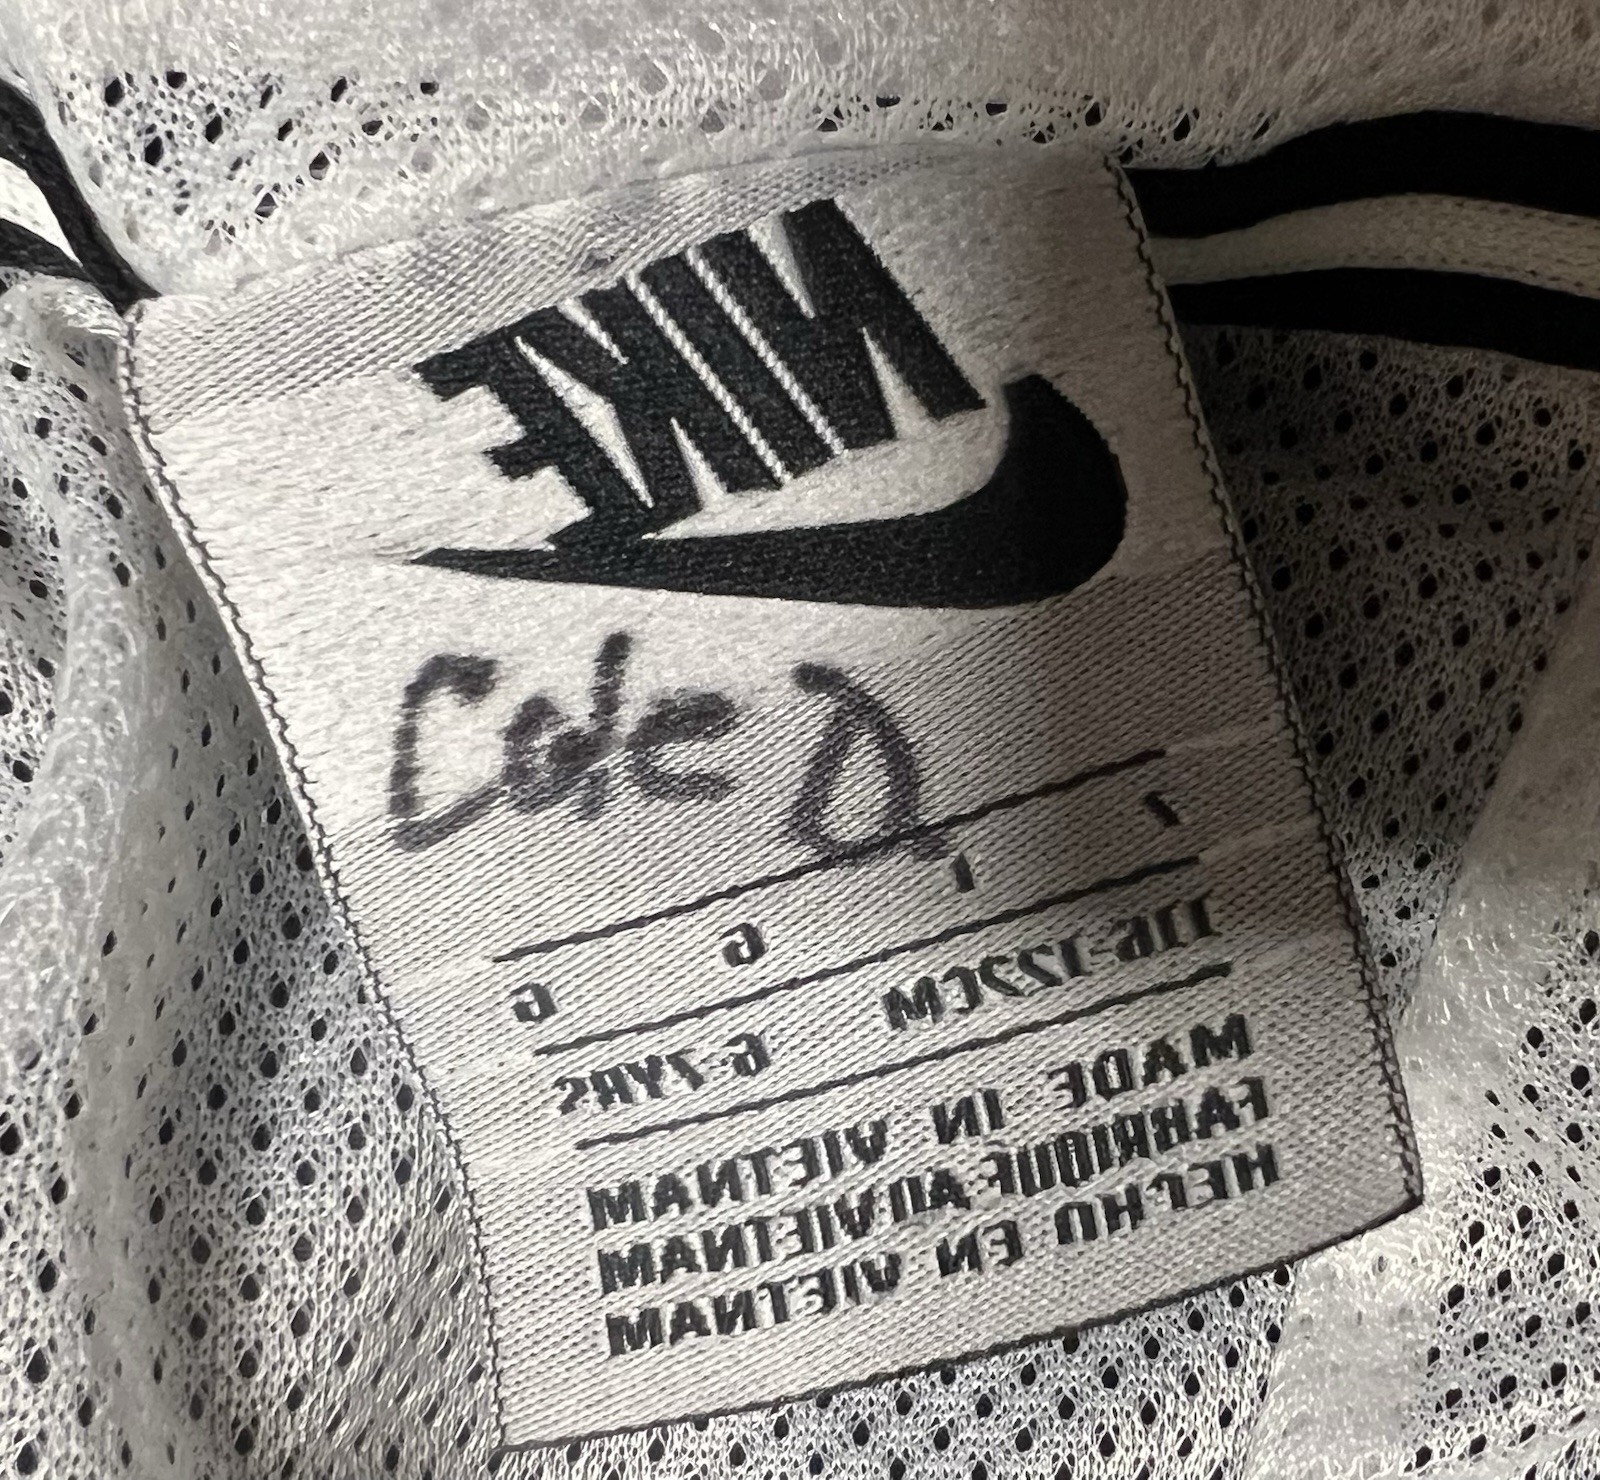 NIKE
Cole D
116-122CM 6-7YRS
MADE IN VIETNAM
FABRIQUÉ AU VIETNAM
HECHO EN VIETNAM